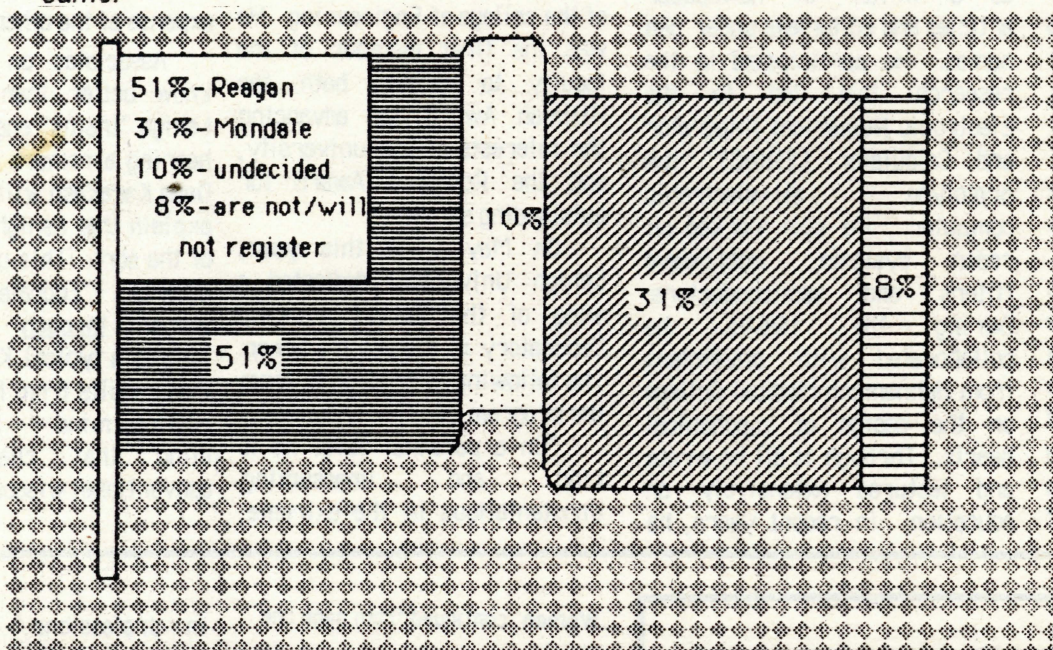 51%-Reagan
31%-Mondale
10%-undecided
8%-are not/will
not register
10%
31%
8%
51%